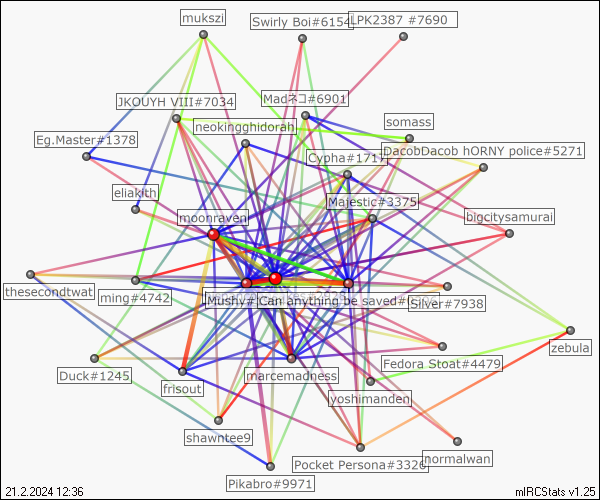 mukszi
Swirly Boi#6154
LPK2387 #7690
JKOUYH VIII#7034
Madネコ#6901
neokingghidorah
somass
Eg.Master#1378
Cypha#1717
DacobDacob hORNY police#5271
eliakith
Majestic#3375
moonraven
bigcitysamurai
thesecondtwat
ming#4742
Mushy# Can anything be saved#
Silver#7938
zebula
Duck#1245
frisout
marcemadness
Fedora Stoat#4479
yoshimanden
shawntee9
Pikabro#9971
Pocket Persona#3326
normalwan
21.2.2024 12:36
mIRCStats v1.25